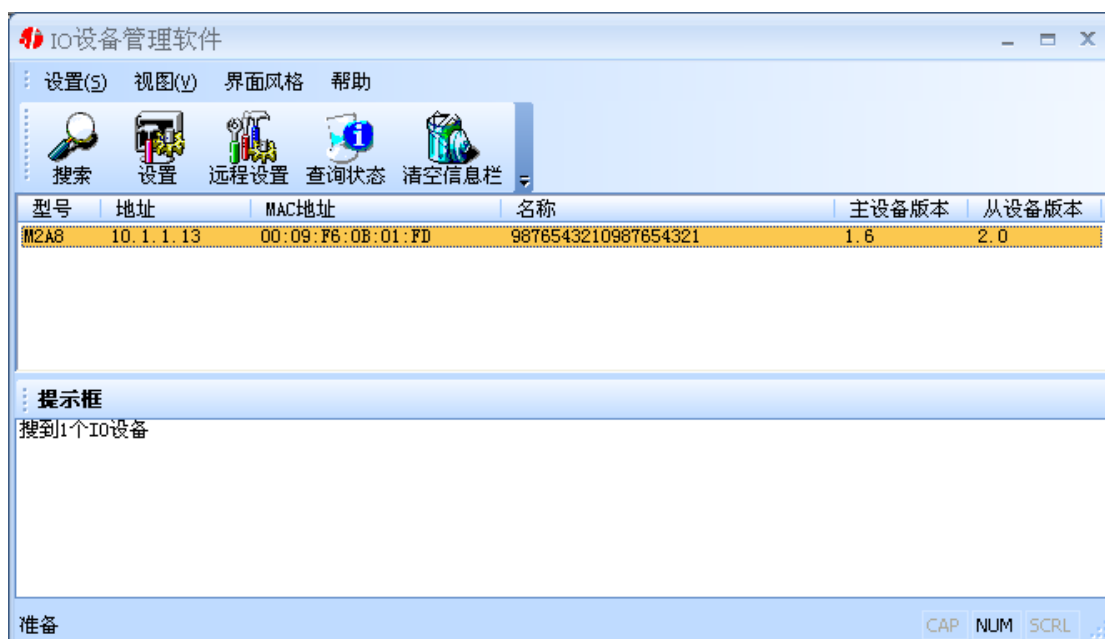 IO设备管理软件
设置(S) 视图(V) 界面风格 帮助
搜索 设置 远程设置 查询状态 清空信息栏
型号 地址 MAC地址 名称 主设备版本 从设备版本
M2A8 10.1.1.13 00:09:F6:0B:01:FD 9876543210987654321 1.6 2.0
提示框
搜到1个IO设备
准备 CAP NUM SCRL